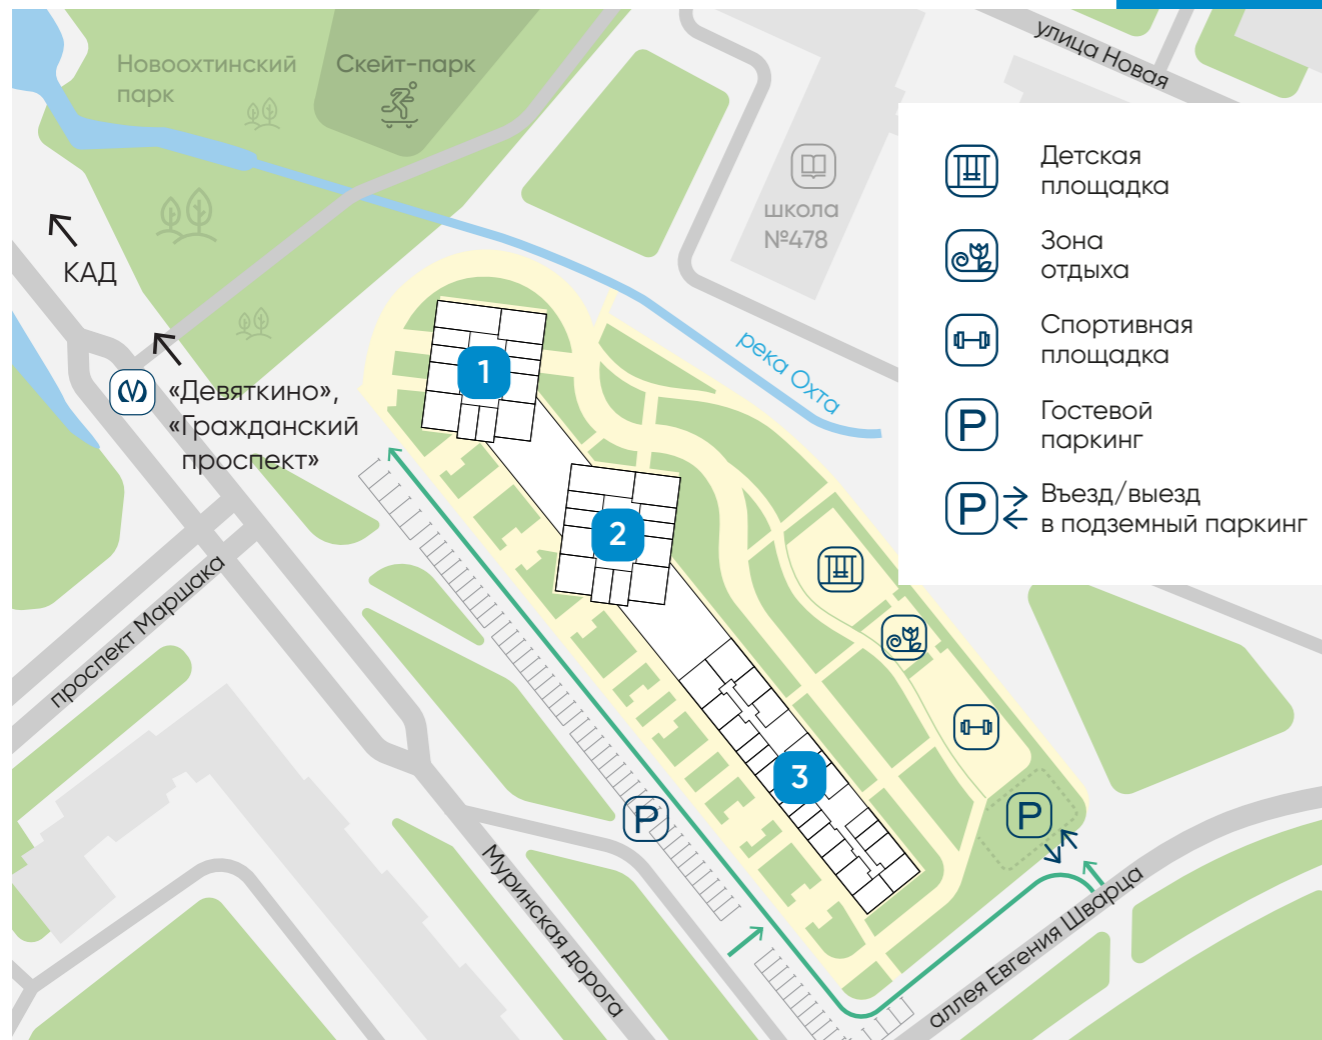 Новоохтинский
парк
Скейт-парк
улица Новая
школа
№478
КАД
«Девяткино»,
«Гражданский
проспект»
река Охта
1
2
3
проспект Маршака
Муринская дорога
аллея Евгения Шварца
P
P
Детская
площадка
Зона
отдыха
Спортивная
площадка
P
Гостевой
паркинг
P
Въезд/выезд
в подземный паркинг